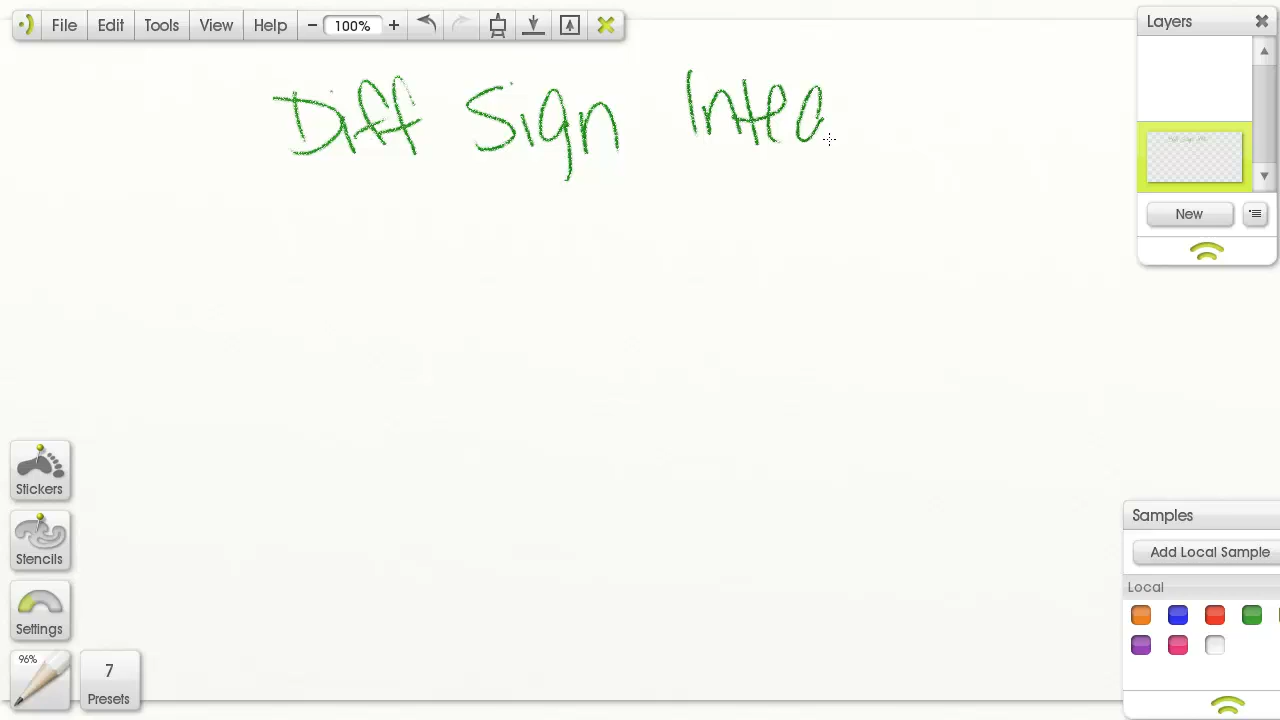 File Edit Tools View Help − 100% +
Layers
Diff Sign Inte
New
Stickers
Stencils
Settings
96%
7
Presets
Samples
Add Local Sample
Local